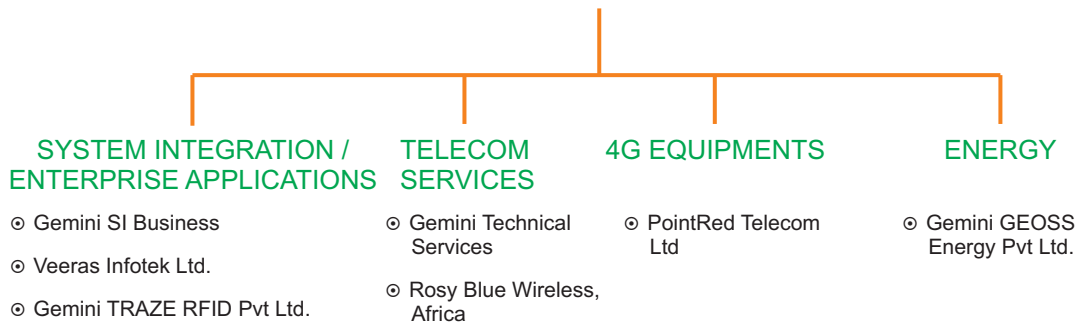 SYSTEM INTEGRATION /
ENTERPRISE APPLICATIONS
⦿ Gemini SI Business
⦿ Veeras Infotek Ltd.
⦿ Gemini TRAZE RFID Pvt Ltd.
TELECOM
SERVICES
⦿ Gemini Technical
Services
⦿ Rosy Blue Wireless,
Africa
4G EQUIPMENTS
⦿ PointRed Telecom
Ltd
ENERGY
⦿ Gemini GEOSS
Energy Pvt Ltd.